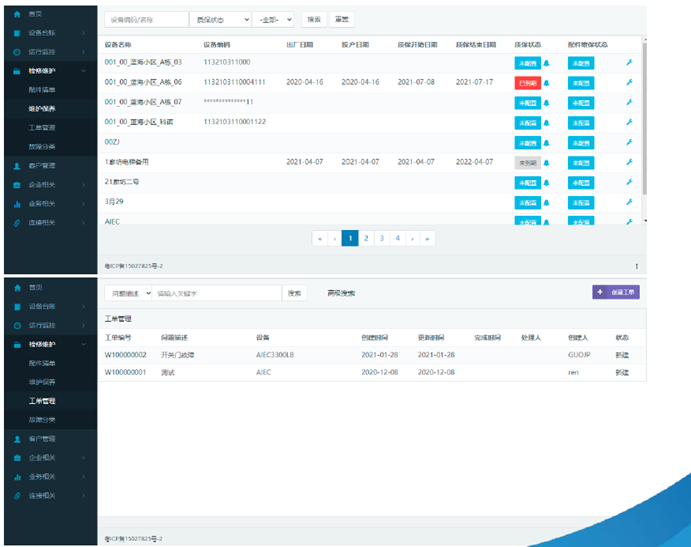 首页
设备台账
运行监控
检修维护
配件清单
维护保养
工单管理
故障分类
客户管理
设备相关
业务相关
连接相关
设备编码/名称 质保状态 -全部- 搜索 重置
设备名称 设备编码 出厂日期 投产日期 质保开始日期 质保结束日期 质保状态 配件维保状态
001_00_蓝海小区_A栋_03 113210311000 未配置 未配置
001_00_蓝海小区_A栋_06 1132103110004111 2020-04-16 2020-04-16 2021-07-08 2021-07-17 已到期 未配置
001_00_蓝海小区_A栋_07 **************11 未配置 未配置
001_00_蓝海小区_科诺 1132103110001122 未配置 未配置
00ZJ 未配置 未配置
1廊坊电梯备用 2021-04-07 2021-04-07 2021-04-07 2022-04-07 未到期 未配置
21廊坊二号 未配置 未配置
3月29 未配置 未配置
AIEC 未配置 未配置
« ‹ 1 2 3 4 › »
粤ICP备15027825号-2
首页
设备台账
运行监控
检修维护
配件清单
维护保养
工单管理
故障分类
客户管理
企业相关
业务相关
连接相关
问题描述 请输入关键字 搜索 高级搜索 + 创建工单
工单管理
工单编号 问题描述 设备 创建时间 更新时间 完成时间 处理人 创建人 状态
W100000002 开关门故障 AIEC3300LB 2021-01-28 2021-01-28 GUOJP 新建
W100000001 测试 AIEC 2020-12-08 2020-12-08 ren 新建
粤ICP备15027825号-2